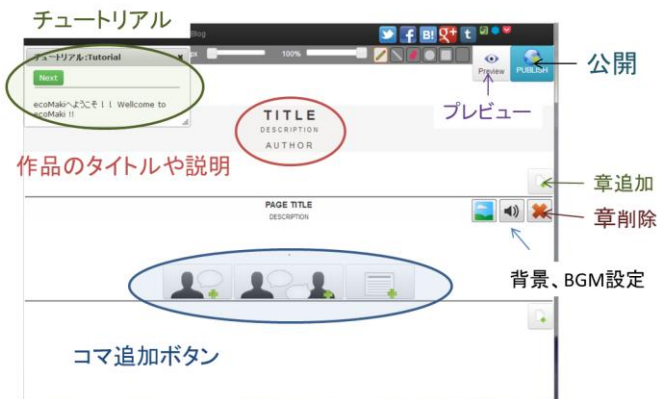 チュートリアル
Blog
チュートリアル:Tutorial ×
px 100%
Next
ecoMakiへようこそ！！ Wellcome to
ecoMaki !!
Preview
PUBLISH
公開
プレビュー
TITLE
DESCRIPTION
AUTHOR
作品のタイトルや説明
章追加
PAGE TITLE
DESCRIPTION
章削除
背景、BGM設定
コマ追加ボタン